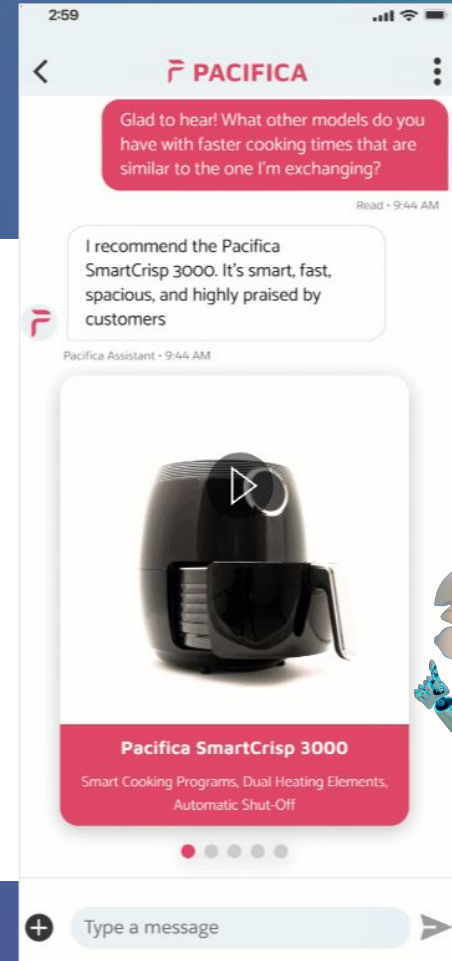 2:59
PACIFICA
Glad to hear! What other models do you
have with faster cooking times that are
similar to the one I'm exchanging?
Read • 9:44 AM
I recommend the Pacifica
SmartCrisp 3000. It's smart, fast,
spacious, and highly praised by
customers
Pacifica Assistant • 9:44 AM
Pacifica SmartCrisp 3000
Smart Cooking Programs, Dual Heating Elements,
Automatic Shut-Off
Type a message